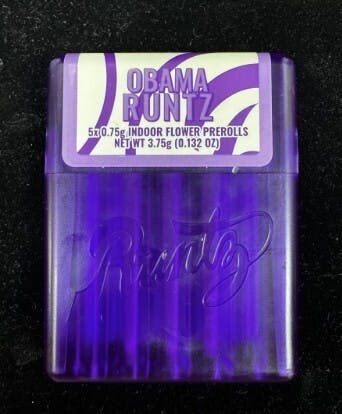 OBAMA
RUNTZ
5x 0.75g INDOOR FLOWER PREROLLS
NET WT 3.75g (0.132 OZ)
Runtz